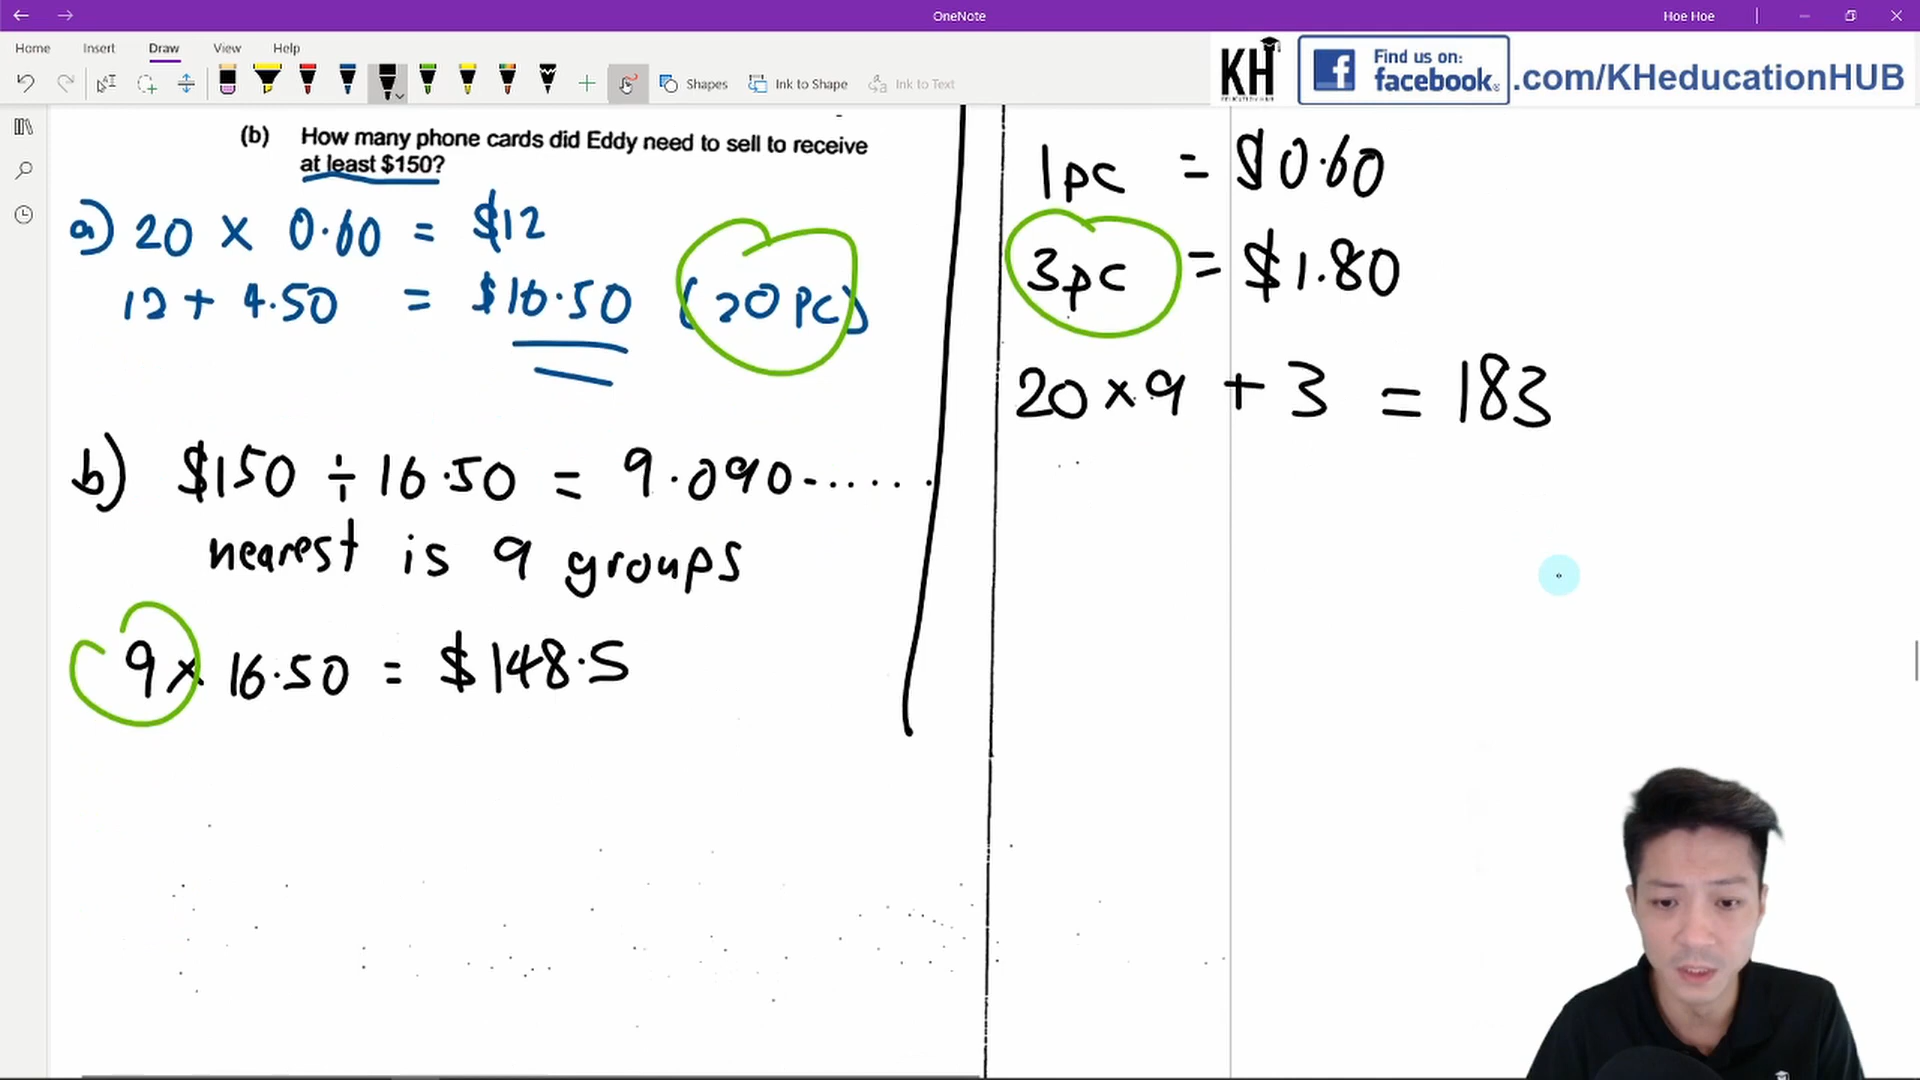 OneNote
Hoe Hoe
Home Insert Draw View Help
Shapes Ink to Shape Ink to Text
KH
EDUCATION HUB
Find us on:
facebook.
.com/KHeducationHUB
(b) How many phone cards did Eddy need to sell to receive
at least $150?
a) 20 × 0.60 = $12
12 + 4.50 = $16.50 (20 pc)
b) $150 ÷ 16.50 = 9.090-.....
nearest is 9 groups
9 × 16.50 = $148.5
1pc = $0.60
3pc = $1.80
20 × 9 + 3 = 183